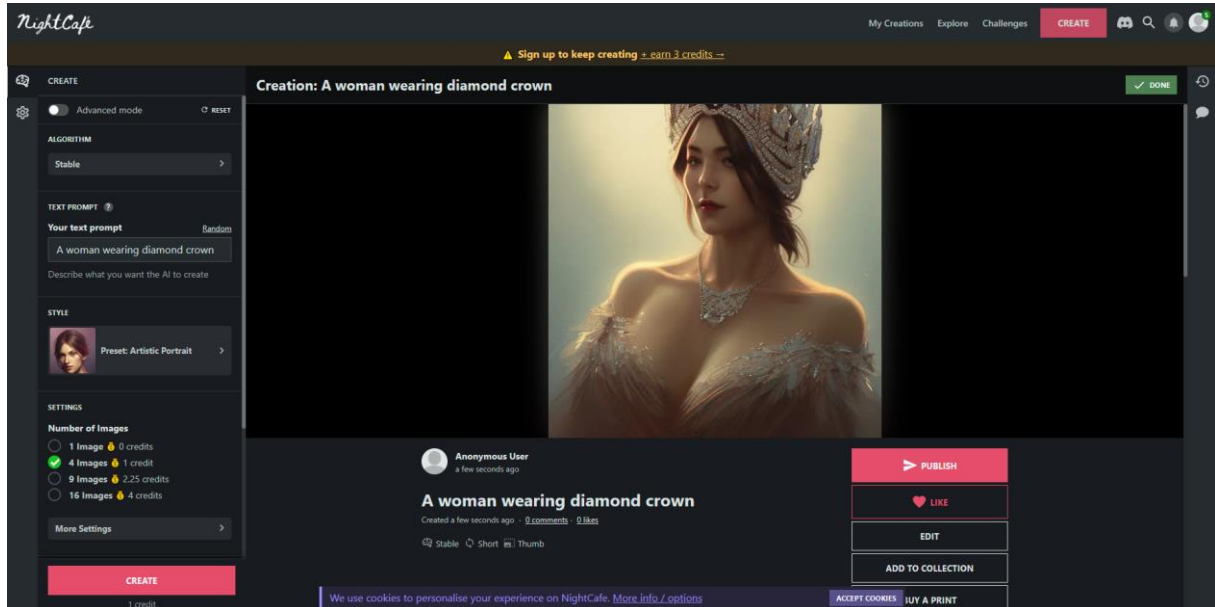 NightCafe
My Creations Explore Challenges CREATE
Sign up to keep creating + earn 3 credits →
CREATE
Advanced mode RESET
ALGORITHM
Stable
TEXT PROMPT ?
Your text prompt Random
A woman wearing diamond crown
Describe what you want the AI to create
STYLE
Preset: Artistic Portrait
SETTINGS
Number of Images
1 Image 0 credits
4 Images 1 credit
9 Images 2.25 credits
16 Images 4 credits
More Settings
CREATE
1 credit
Creation: A woman wearing diamond crown
DONE
Anonymous User
a few seconds ago
A woman wearing diamond crown
Created a few seconds ago - 0 comments - 0 likes
Stable Short Thumb
PUBLISH
LIKE
EDIT
ADD TO COLLECTION
BUY A PRINT
We use cookies to personalise your experience on NightCafe. More info / options
ACCEPT COOKIES